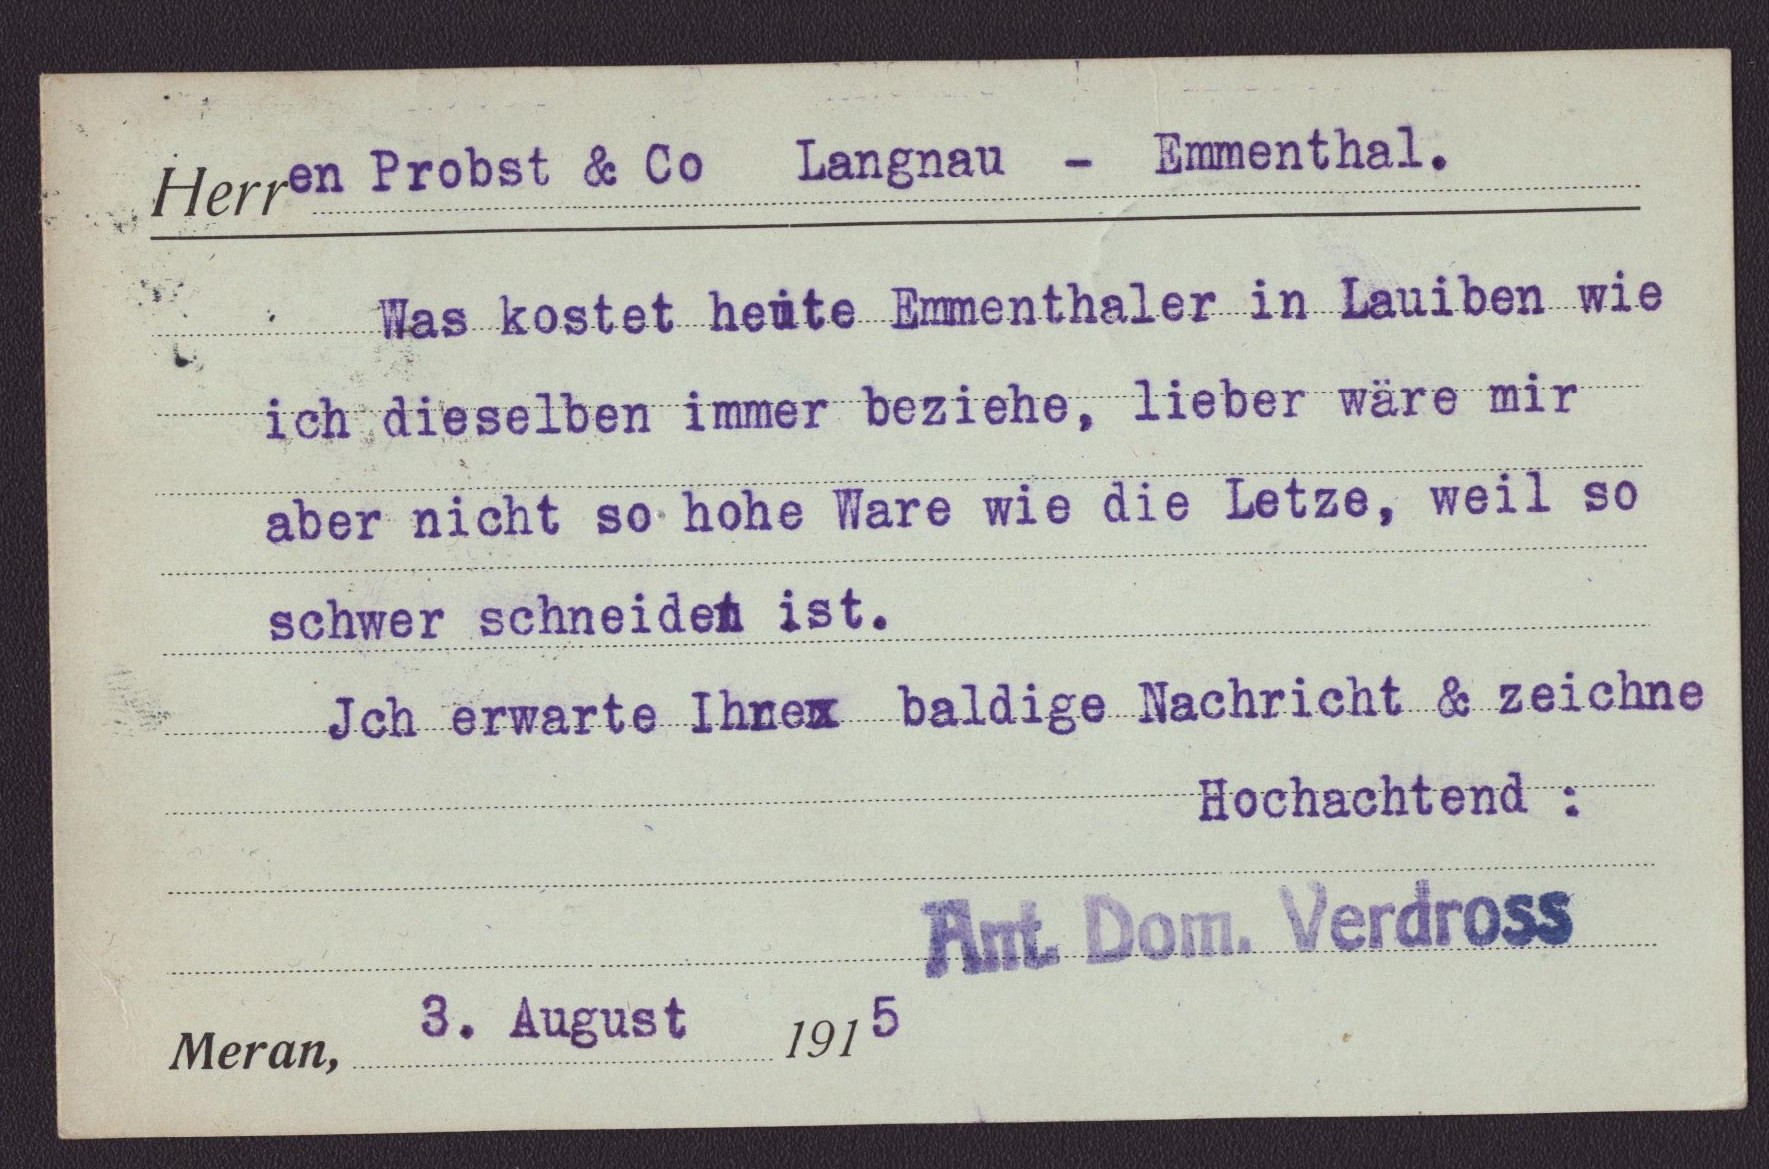 Herren Probst & Co Langnau - Emmenthal.
Was kostet heute Emmenthaler in Lauiben wie
ich dieselben immer beziehe, lieber wäre mir
aber nicht so hohe Ware wie die Letze, weil so
schwer schneiden ist.
Jch erwarte Ihre baldige Nachricht & zeichne
Hochachtend :
Ant. Dom. Verdross
Meran, 3. August 1915